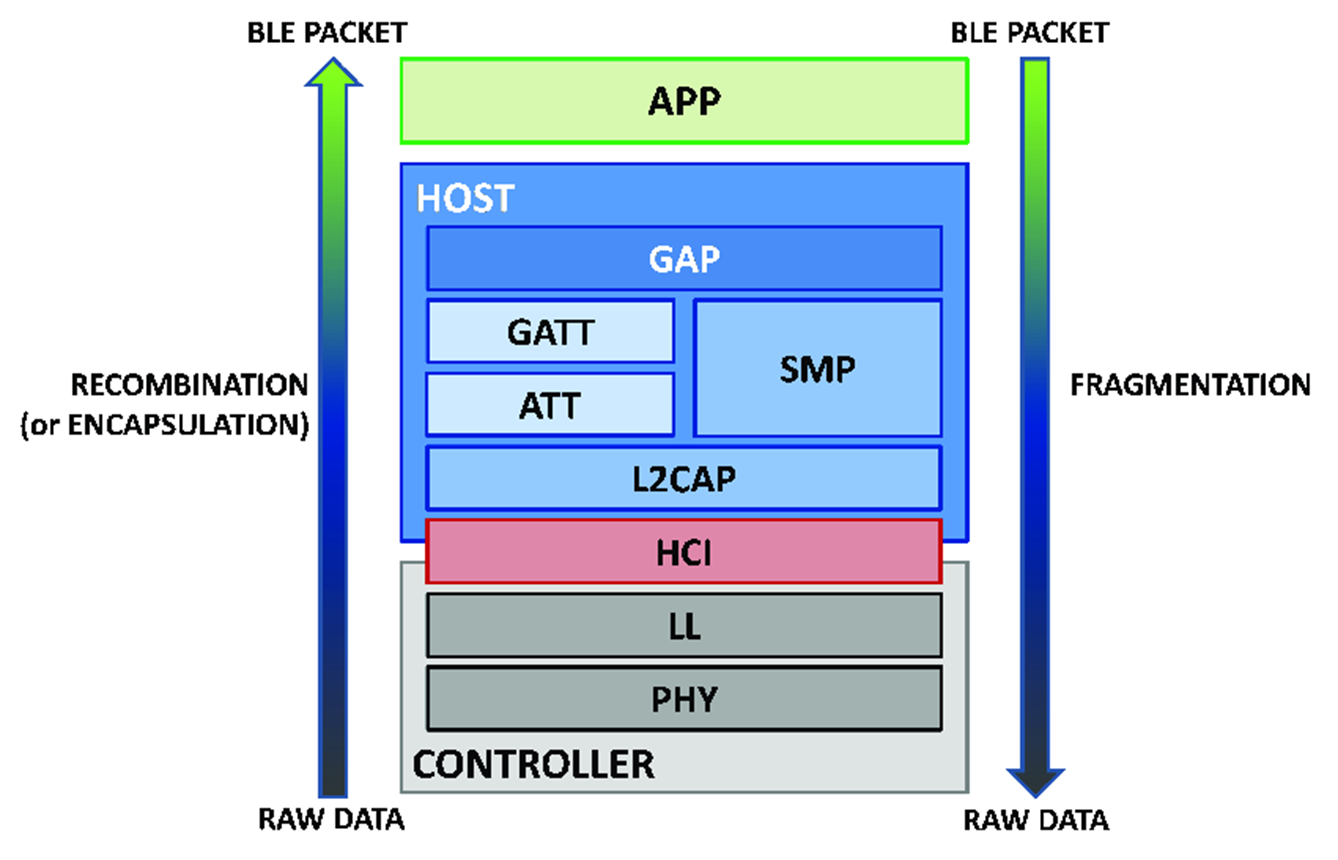 BLE PACKET
BLE PACKET
APP
HOST
GAP
GATT
SMP
ATT
RECOMBINATION
(or ENCAPSULATION)
FRAGMENTATION
L2CAP
HCI
LL
PHY
CONTROLLER
RAW DATA
RAW DATA